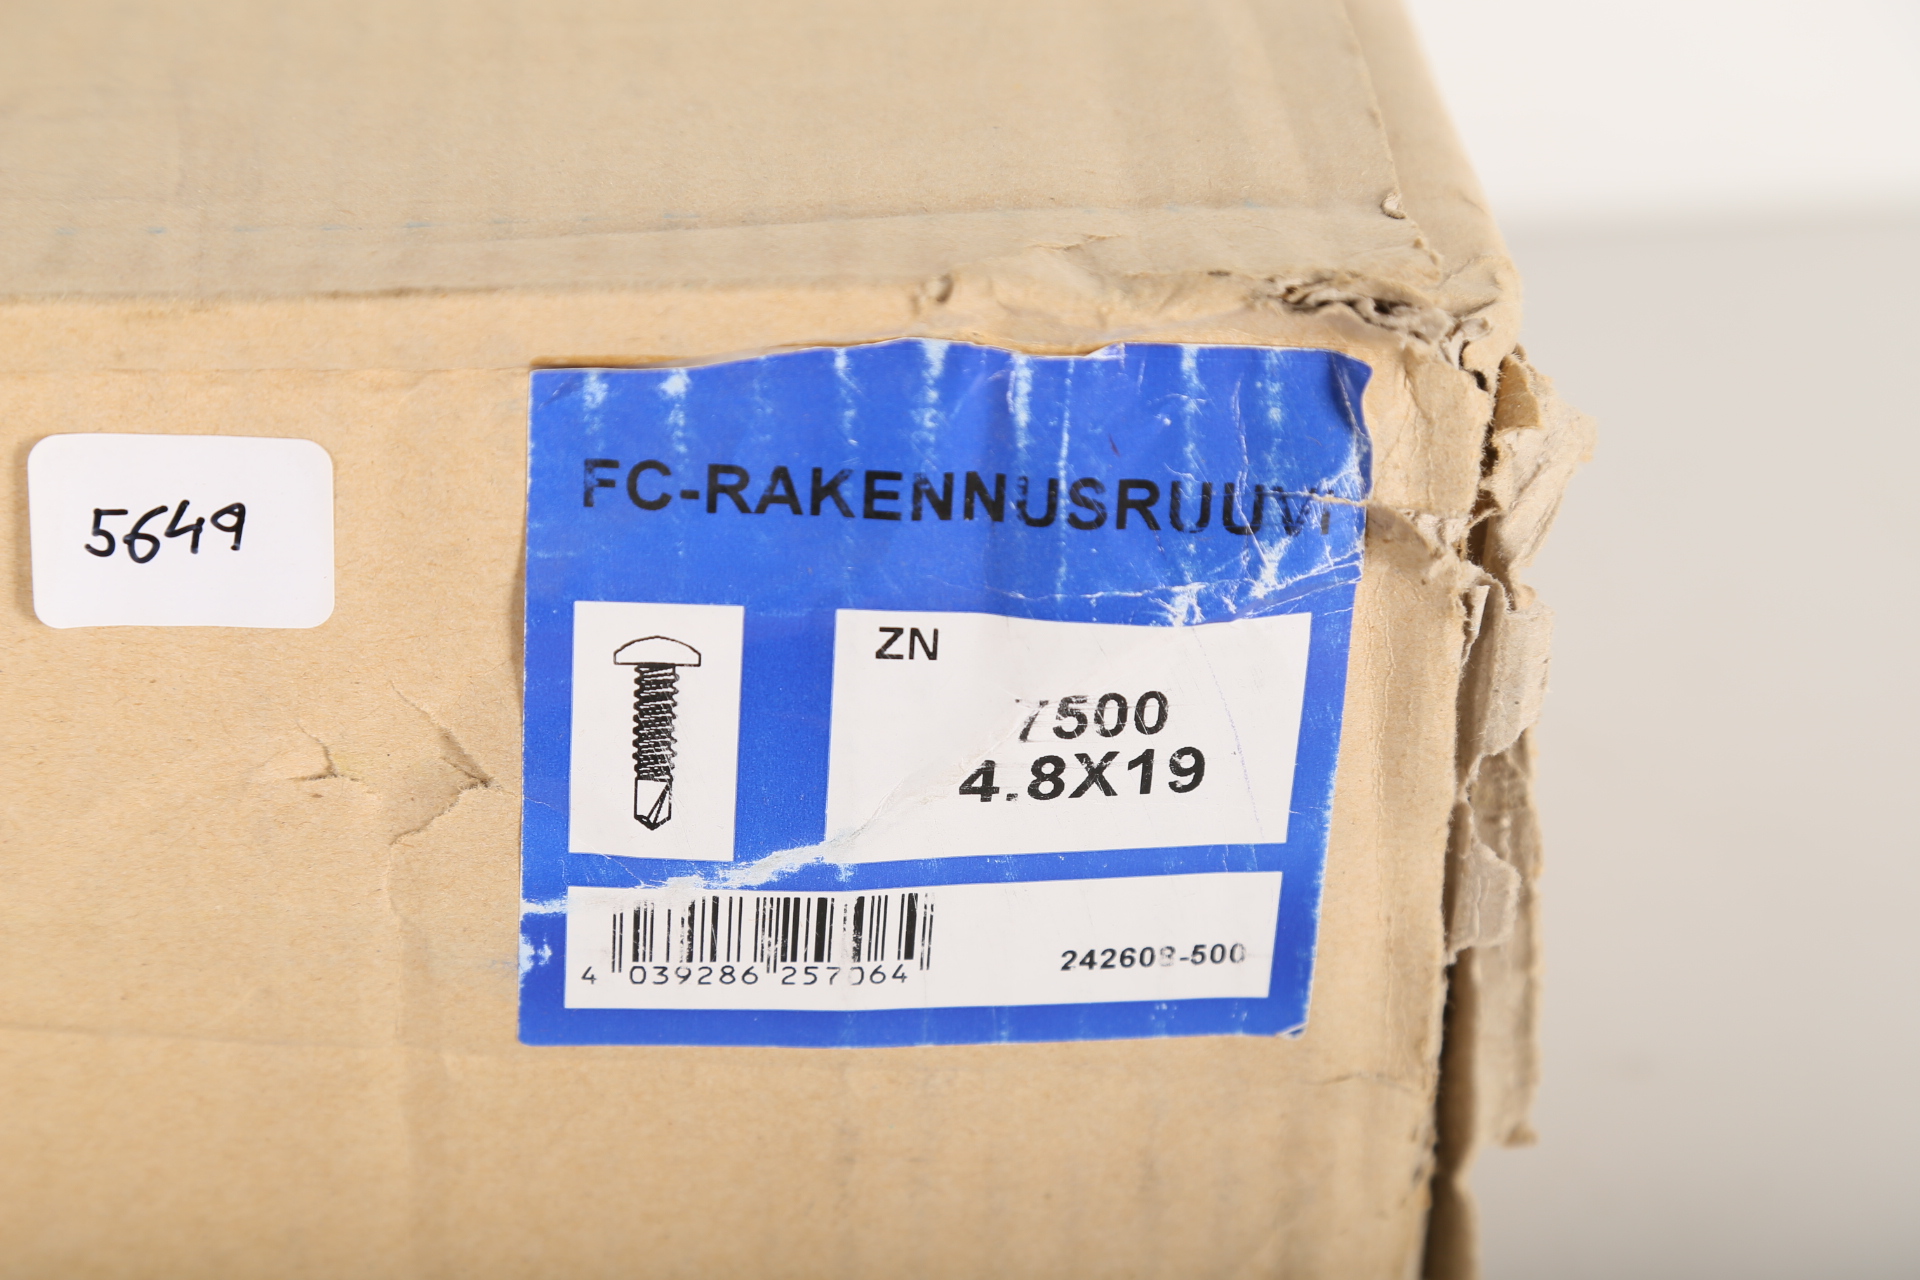 5649
FC-RAKENNUSRUUVI
ZN
7500
4.8X19
4 039286 257064
242608-500